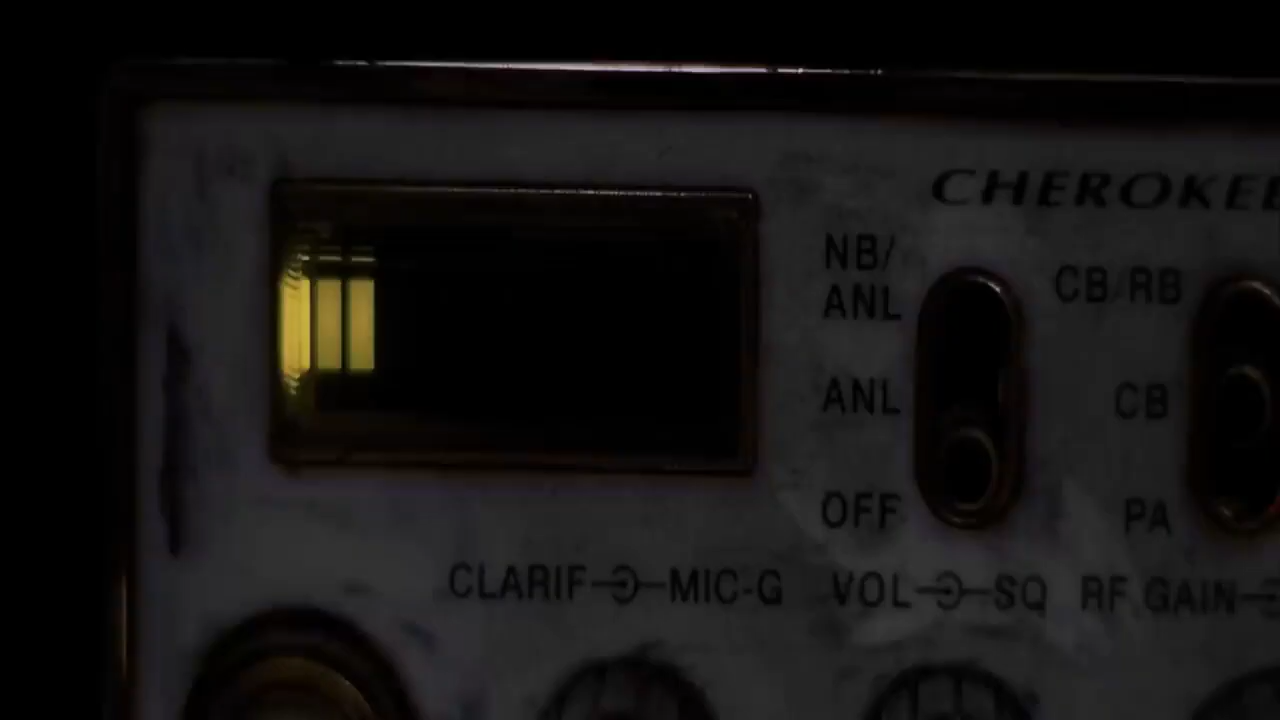 CHEROKEE
NB/
ANL
CB/RB
ANL
CB
OFF
PA
CLARIF MIC-G VOL SQ RF GAIN